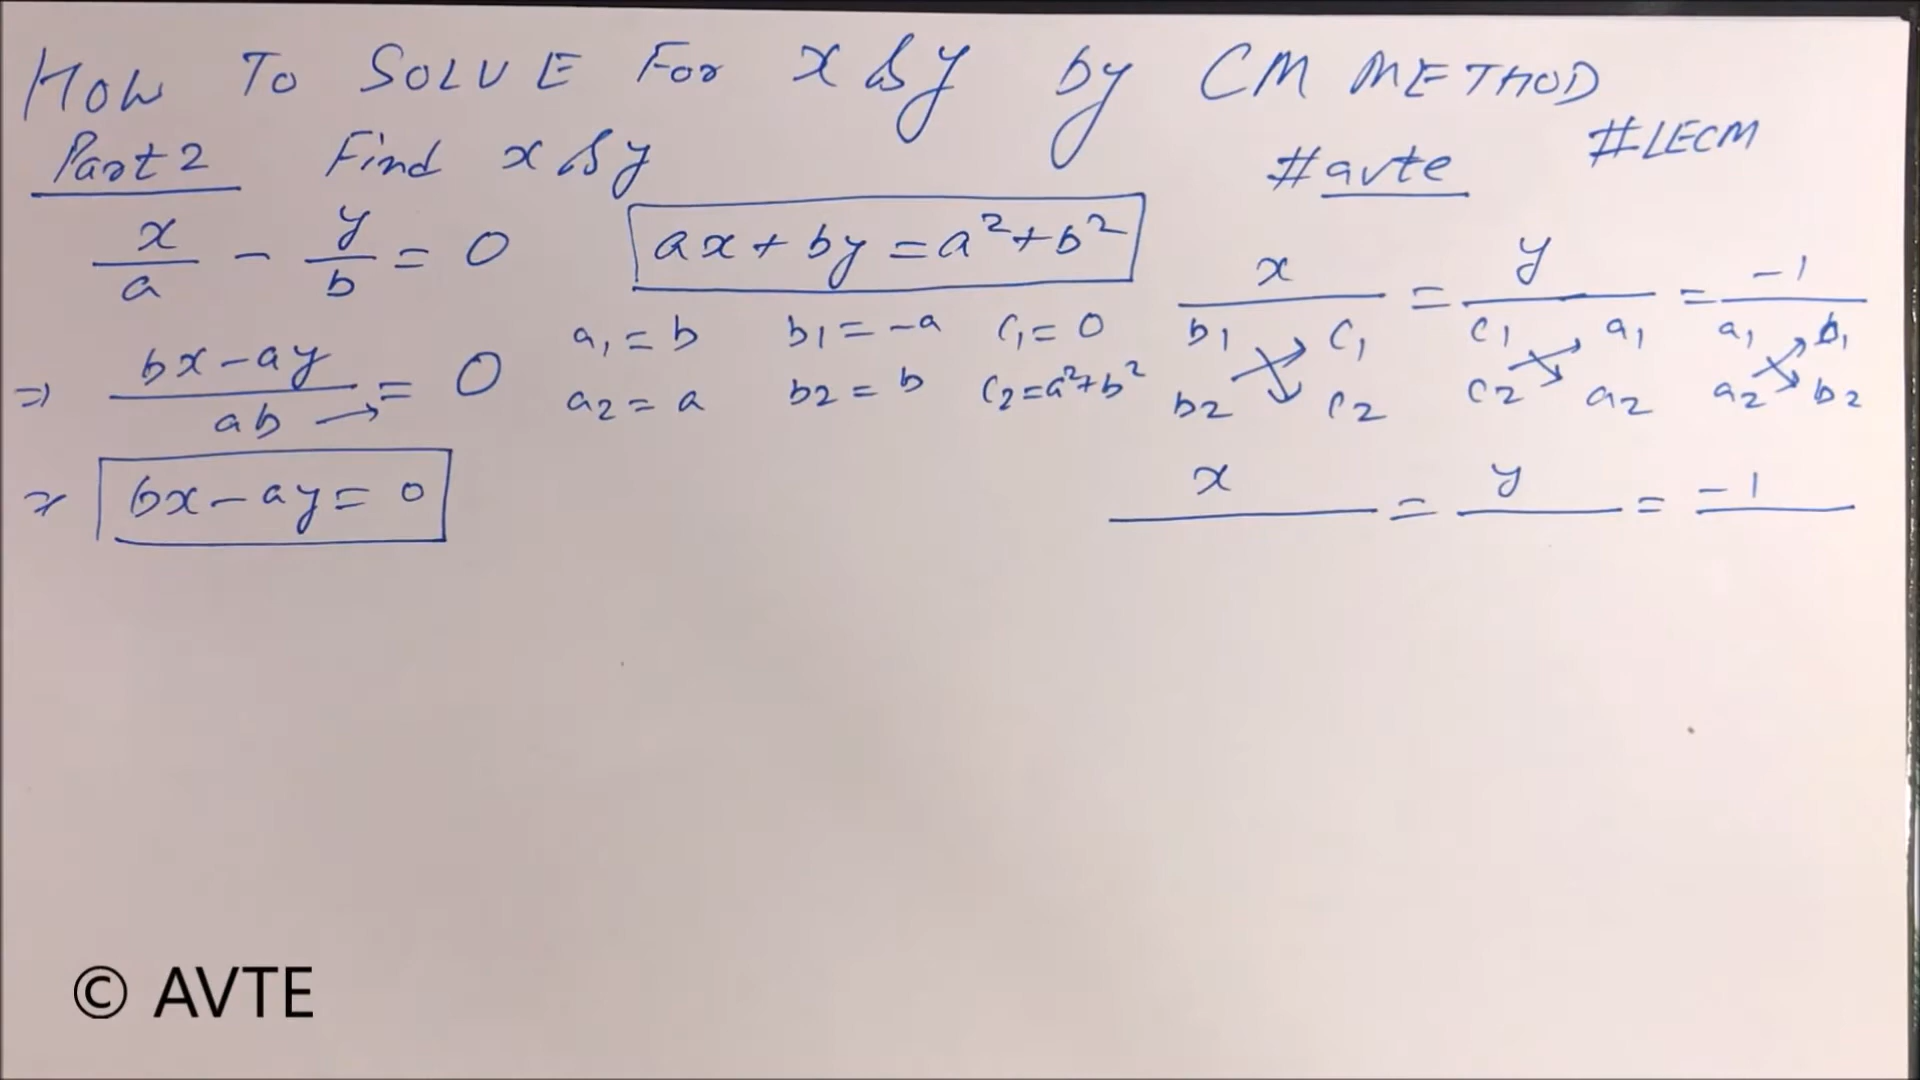 HOW TO SOLVE For x & y by CM METHOD
Part 2 Find x & y #avte #LECM
x/a - y/b = 0
ax + by = a²+b²
x = y = -1
b₁ c₁ c₁ a₁ a₁ b₁
b₂ c₂ c₂ a₂ a₂ b₂
a₁ = b b₁ = -a c₁ = 0
a₂ = a b₂ = b c₂ = a²+b²
⇒ bx - ay/ab = 0
⇒ bx - ay = 0
x = y = -1
© AVTE